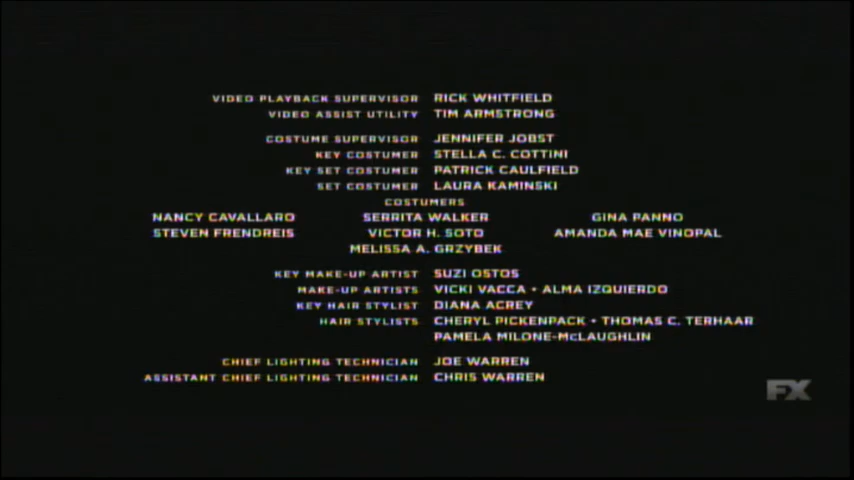 VIDEO PLAYBACK SUPERVISOR RICK WHITFIELD
VIDEO ASSIST UTILITY TIM ARMSTRONG
COSTUME SUPERVISOR JENNIFER JOBST
KEY COSTUMER STELLA C. COTTINI
KEY SET COSTUMER PATRICK CAULFIELD
SET COSTUMER LAURA KAMINSKI
COSTUMERS
NANCY CAVALLARO SERRITA WALKER GINA PANNO
STEVEN FRENDREIS VICTOR H. SOTO AMANDA MAE VINOPAL
MELISSA A. GRZYBEK
KEY MAKE-UP ARTIST SUZI OSTOS
MAKE-UP ARTISTS VICKI VACCA • ALMA IZQUIERDO
KEY HAIR STYLIST DIANA ACREY
HAIR STYLISTS CHERYL PICKENPACK • THOMAS C. TERHAAR
PAMELA MILONE-McLAUGHLIN
CHIEF LIGHTING TECHNICIAN JOE WARREN
ASSISTANT CHIEF LIGHTING TECHNICIAN CHRIS WARREN
FX